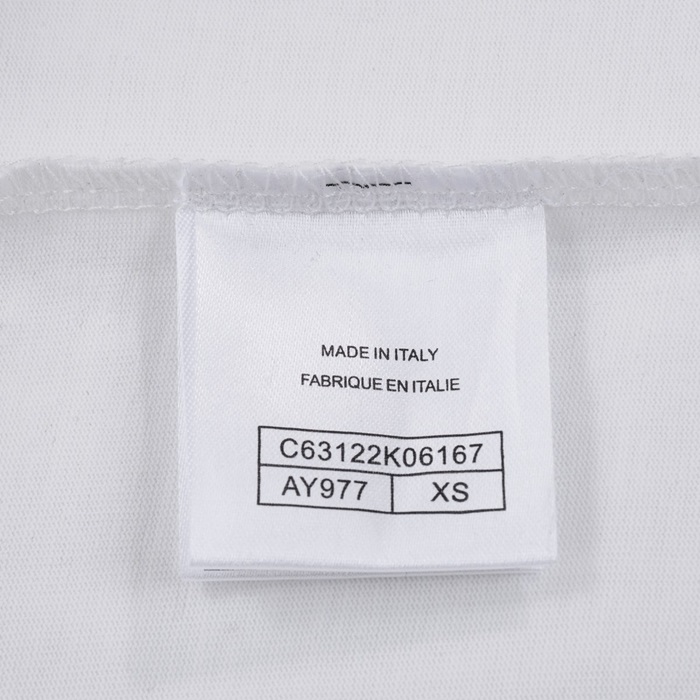 MADE IN ITALY
FABRIQUE EN ITALIE
C63122K06167
AY977 XS